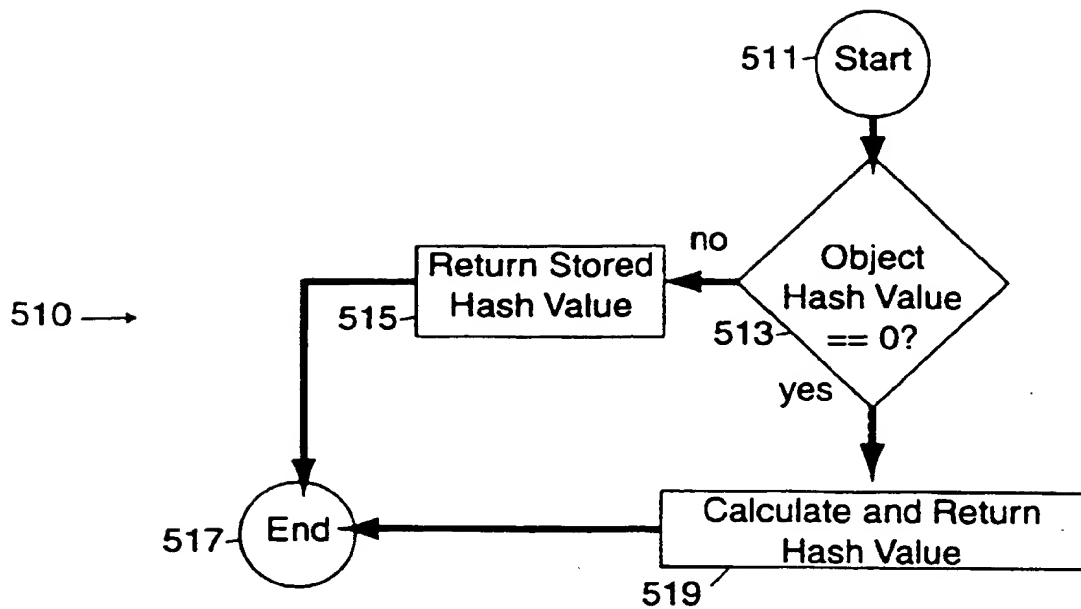 511
Start
no
Object
Hash Value
== 0?
513
Return Stored
Hash Value
515
510
yes
Calculate and Return
Hash Value
519
End
517